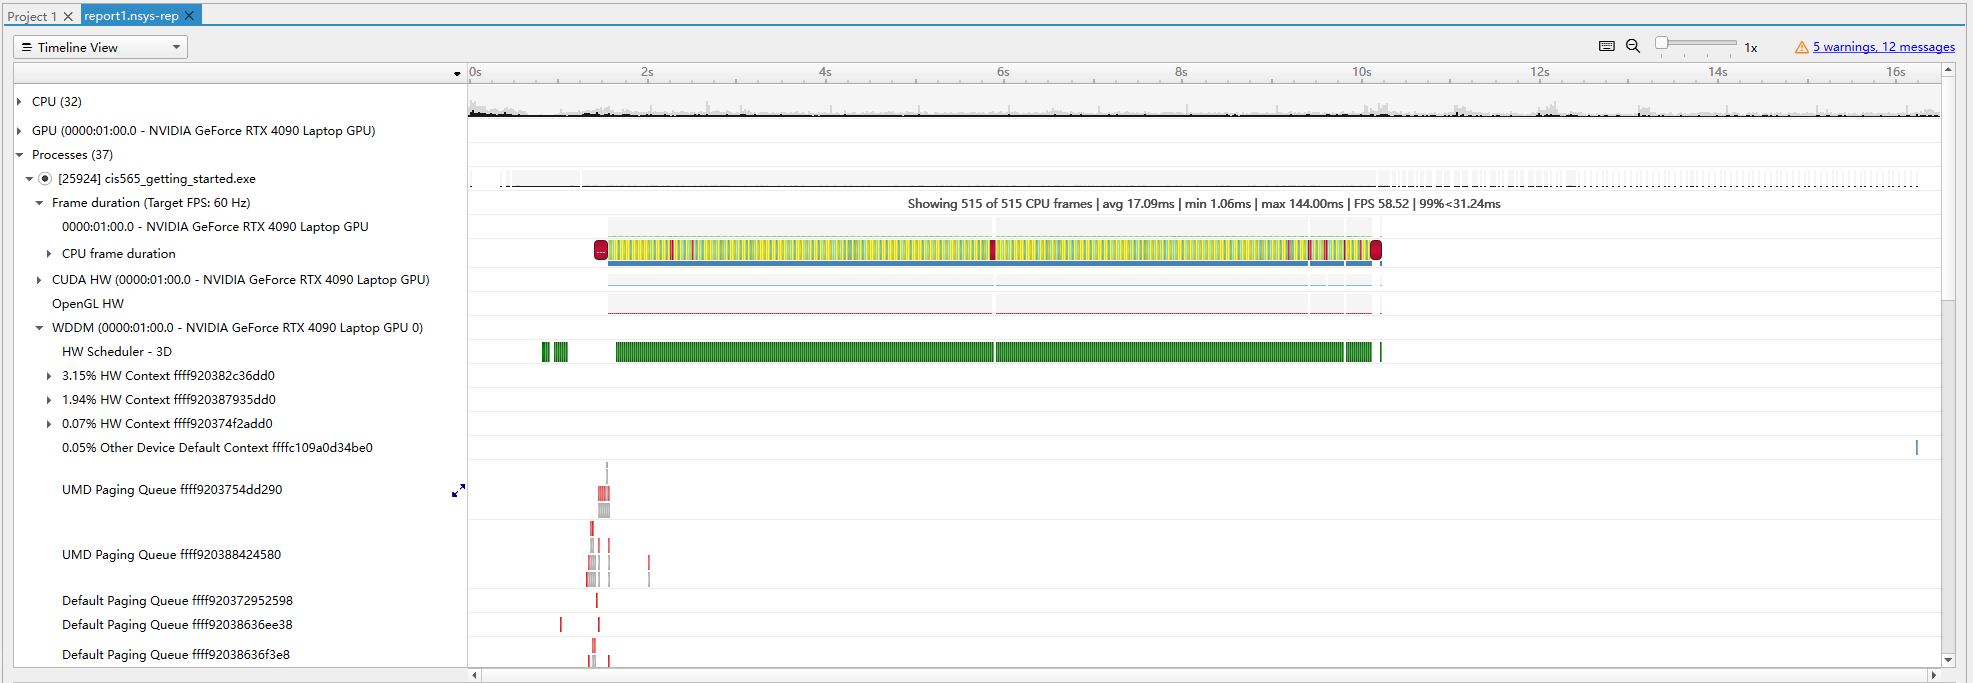 Project 1
report1.nsys-rep
Timeline View
1x
5 warnings, 12 messages
0s 2s 4s 6s 8s 10s 12s 14s 16s
CPU (32)
GPU (0000:01:00.0 - NVIDIA GeForce RTX 4090 Laptop GPU)
Processes (37)
[25924] cis565_getting_started.exe
Frame duration (Target FPS: 60 Hz)
Showing 515 of 515 CPU frames | avg 17.09ms | min 1.06ms | max 144.00ms | FPS 58.52 | 99%<31.24ms
0000:01:00.0 - NVIDIA GeForce RTX 4090 Laptop GPU
CPU frame duration
...
CUDA HW (0000:01:00.0 - NVIDIA GeForce RTX 4090 Laptop GPU)
OpenGL HW
WDDM (0000:01:00.0 - NVIDIA GeForce RTX 4090 Laptop GPU 0)
HW Scheduler - 3D
3.15% HW Context ffff920382c36dd0
1.94% HW Context ffff920387935dd0
0.07% HW Context ffff920374f2add0
0.05% Other Device Default Context ffffc109a0d34be0
UMD Paging Queue ffff9203754dd290
UMD Paging Queue ffff920388424580
Default Paging Queue ffff920372952598
Default Paging Queue ffff92038636ee38
Default Paging Queue ffff92038636f3e8